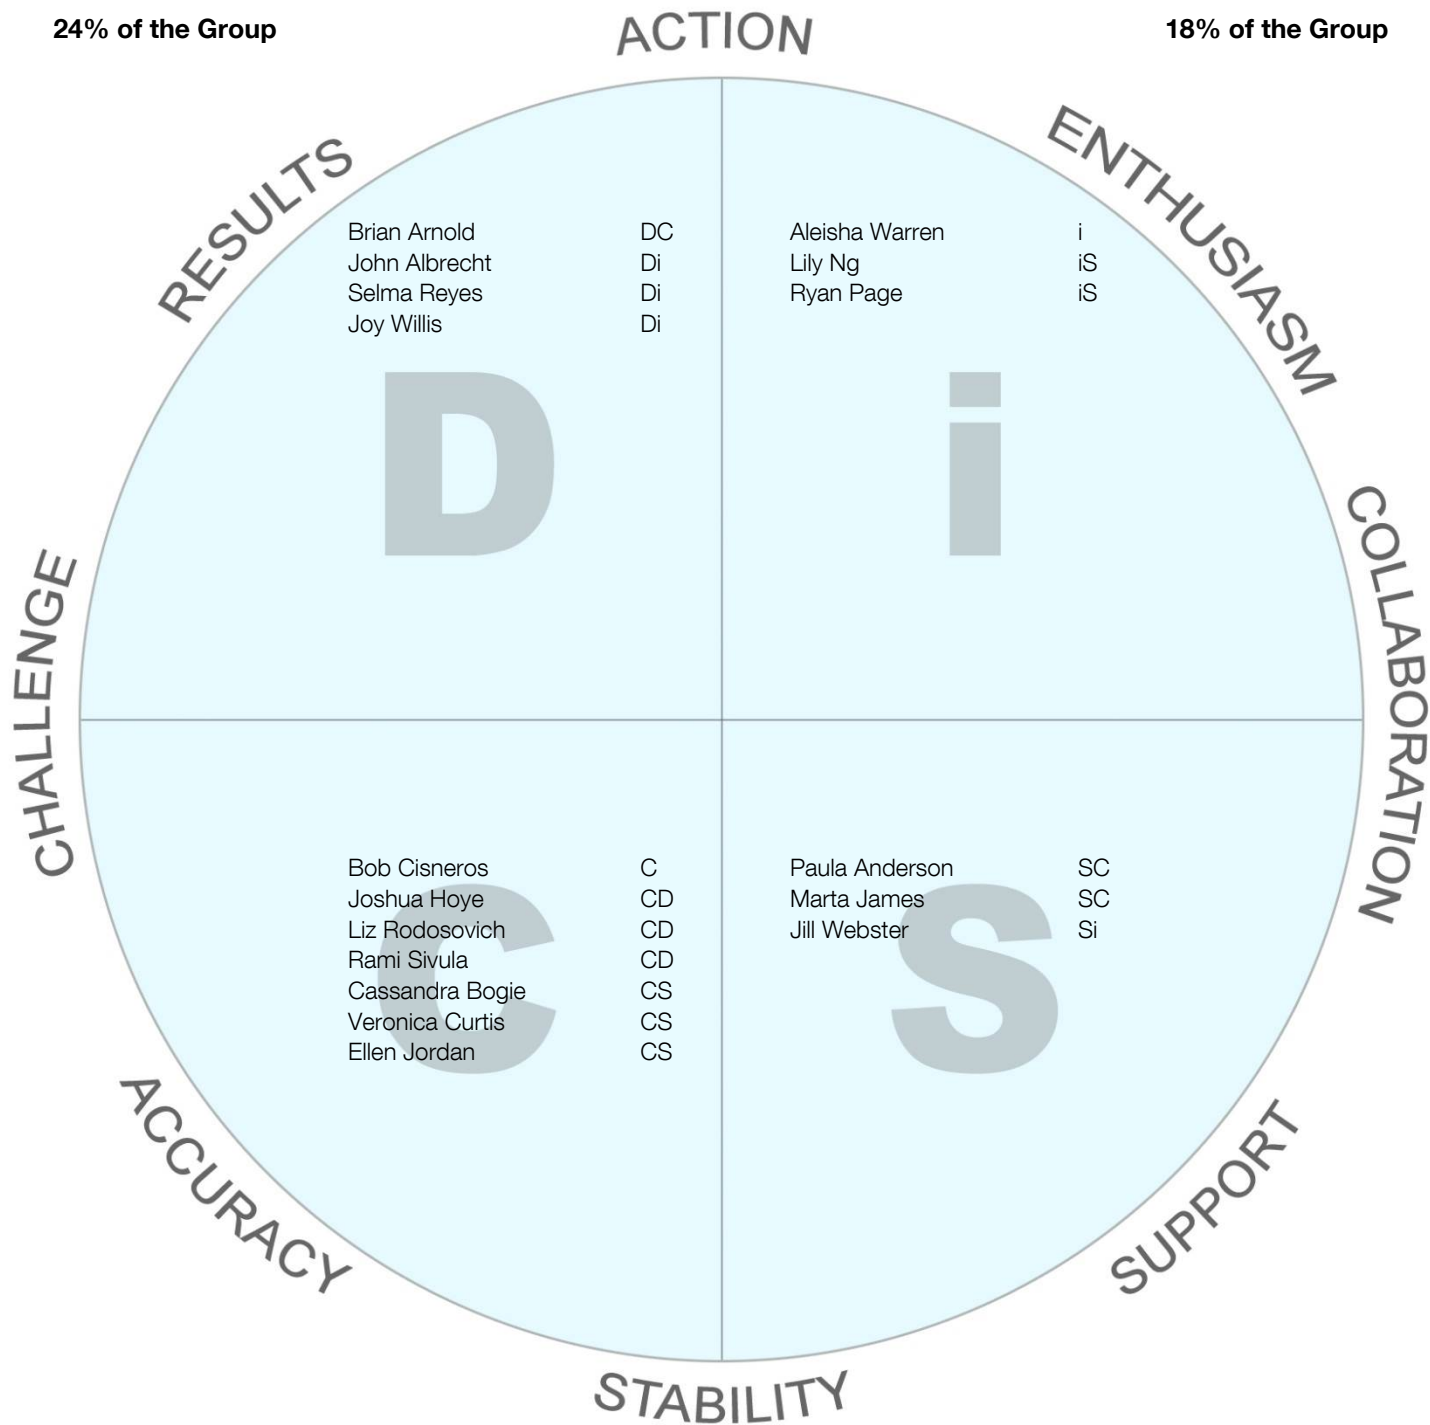 24% of the Group
ACTION
18% of the Group
RESULTS
ENTHUSIASM
Brian Arnold DC
John Albrecht Di
Selma Reyes Di
Joy Willis Di
Aleisha Warren i
Lily Ng iS
Ryan Page iS
D
i
CHALLENGE
COLLABORATION
Bob Cisneros C
Joshua Hoye CD
Liz Rodosovich CD
Rami Sivula CD
Cassandra Bogie CS
Veronica Curtis CS
Ellen Jordan CS
Paula Anderson SC
Marta James SC
Jill Webster Si
C
S
ACCURACY
SUPPORT
STABILITY